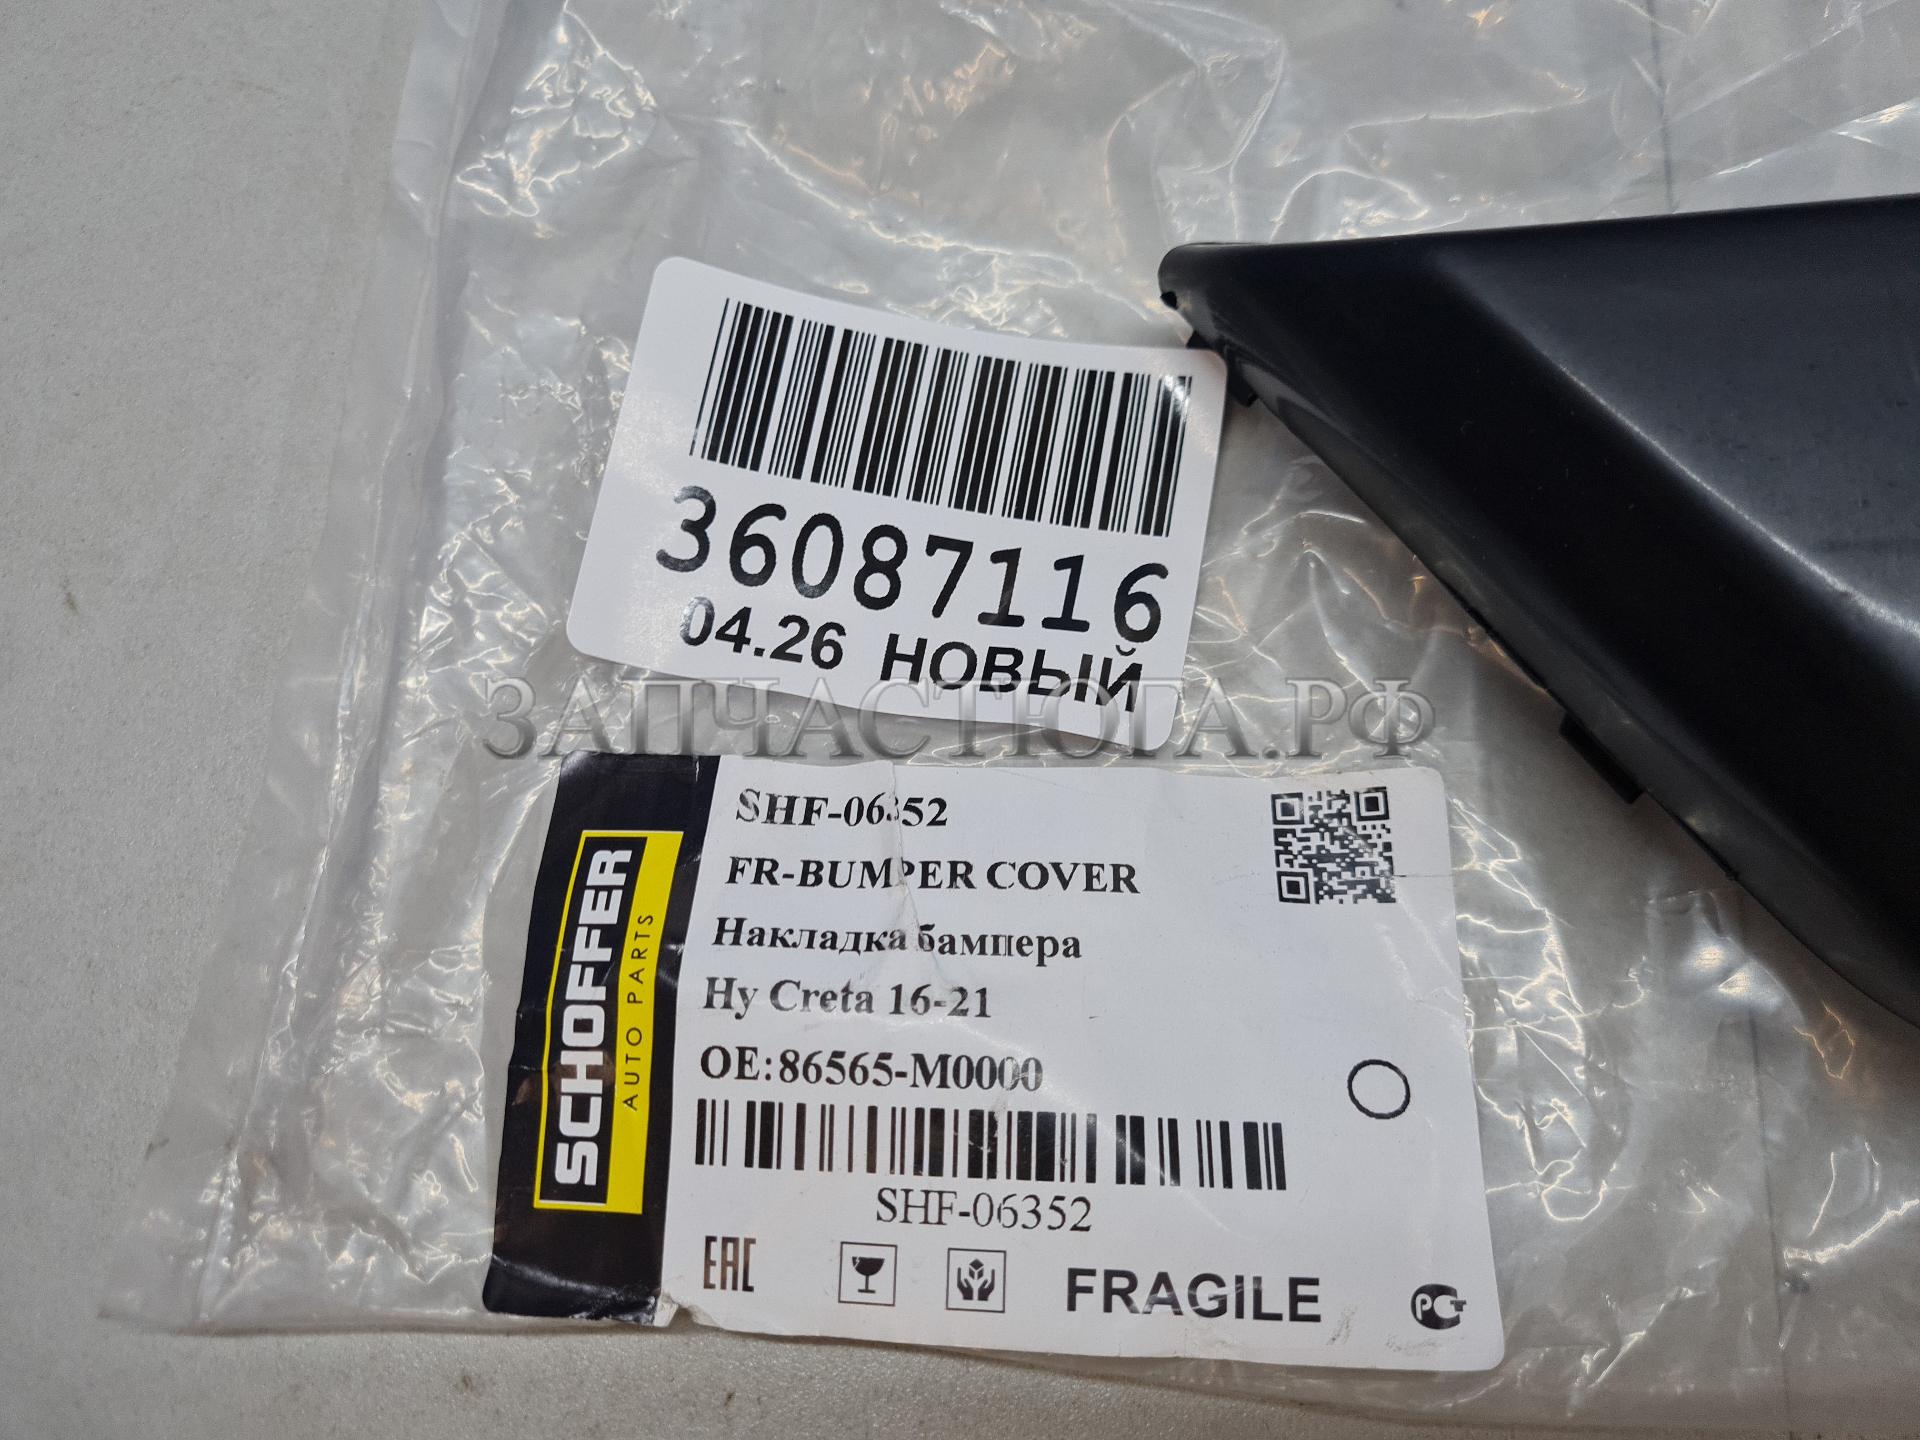 36087116
04.26 НОВЫЙ
ЗАПЧАСТЮГА.РФ
SCHOFFER
AUTO PARTS
SHF-06352
FR-BUMPER COVER
Накладка бампера
Hy Creta 16-21
OE:86565-M0000
SHF-06352
EAC
FRAGILE
РСТ